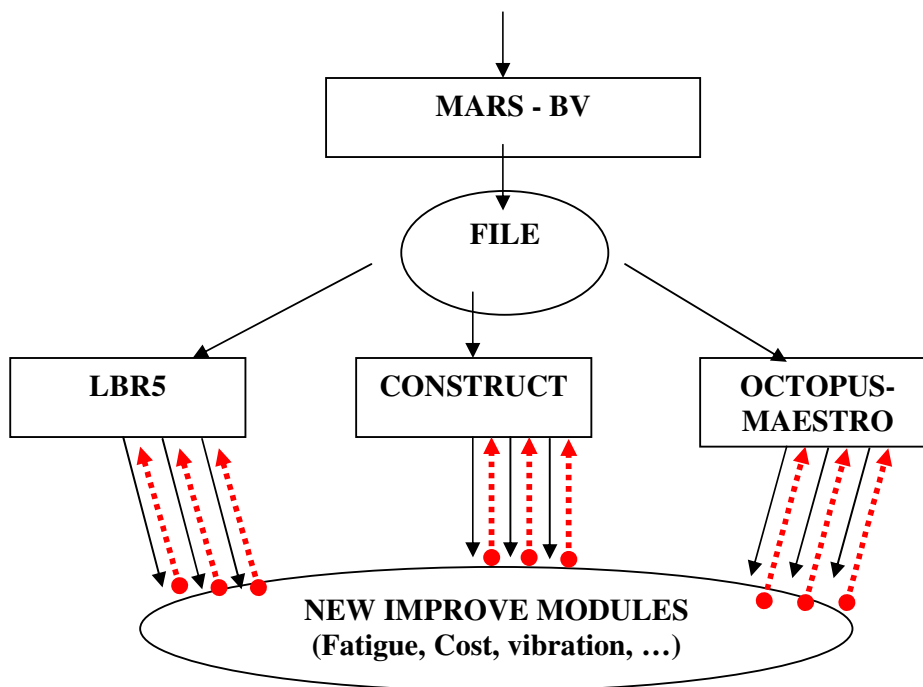 MARS - BV
FILE
LBR5
CONSTRUCT
OCTOPUS-
MAESTRO
NEW IMPROVE MODULES
(Fatigue, Cost, vibration, …)